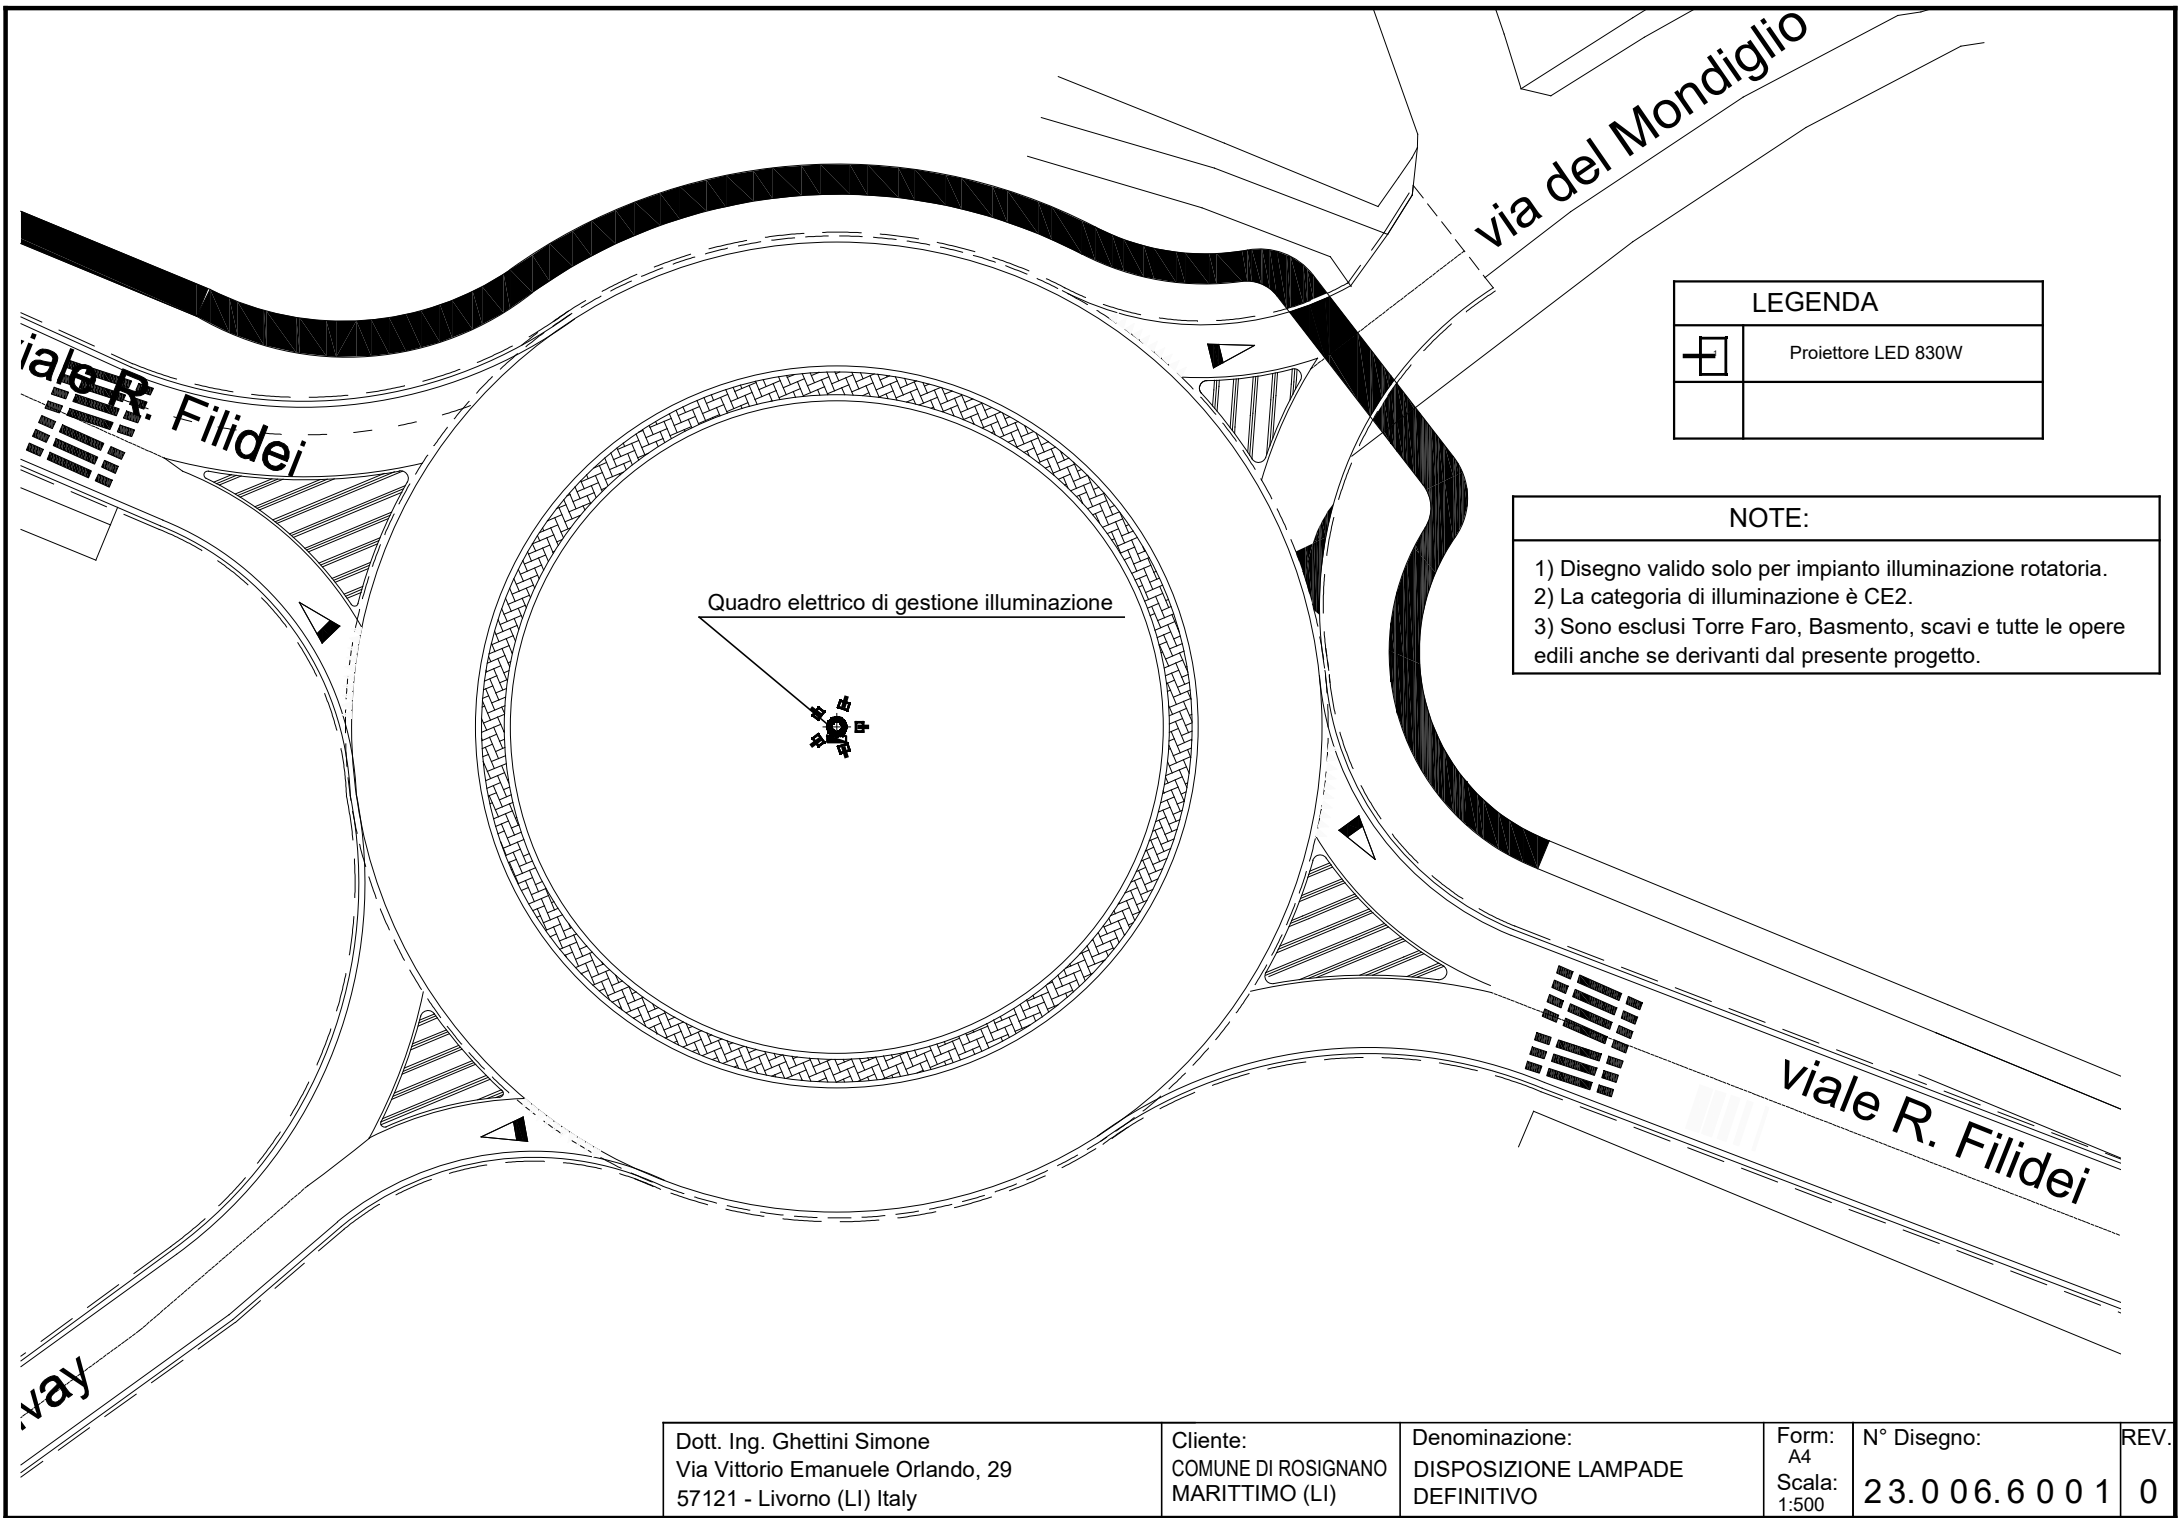 via del Mondiglio
R. Filidei
LEGENDA
Proiettore LED 830W
NOTE:
1) Disegno valido solo per impianto illuminazione rotatoria.
2) La categoria di illuminazione è CE2.
3) Sono esclusi Torre Faro, Basmento, scavi e tutte le opere
edili anche se derivanti dal presente progetto.
Quadro elettrico di gestione illuminazione
viale R. Filidei
vay
Dott. Ing. Ghettini Simone
Via Vittorio Emanuele Orlando, 29
57121 - Livorno (LI) Italy
Cliente:
COMUNE DI ROSIGNANO
MARITTIMO (LI)
Denominazione:
DISPOSIZIONE LAMPADE
DEFINITIVO
Form:
A4
Scala:
1:500
N° Disegno:
23.006.6001
REV.
0